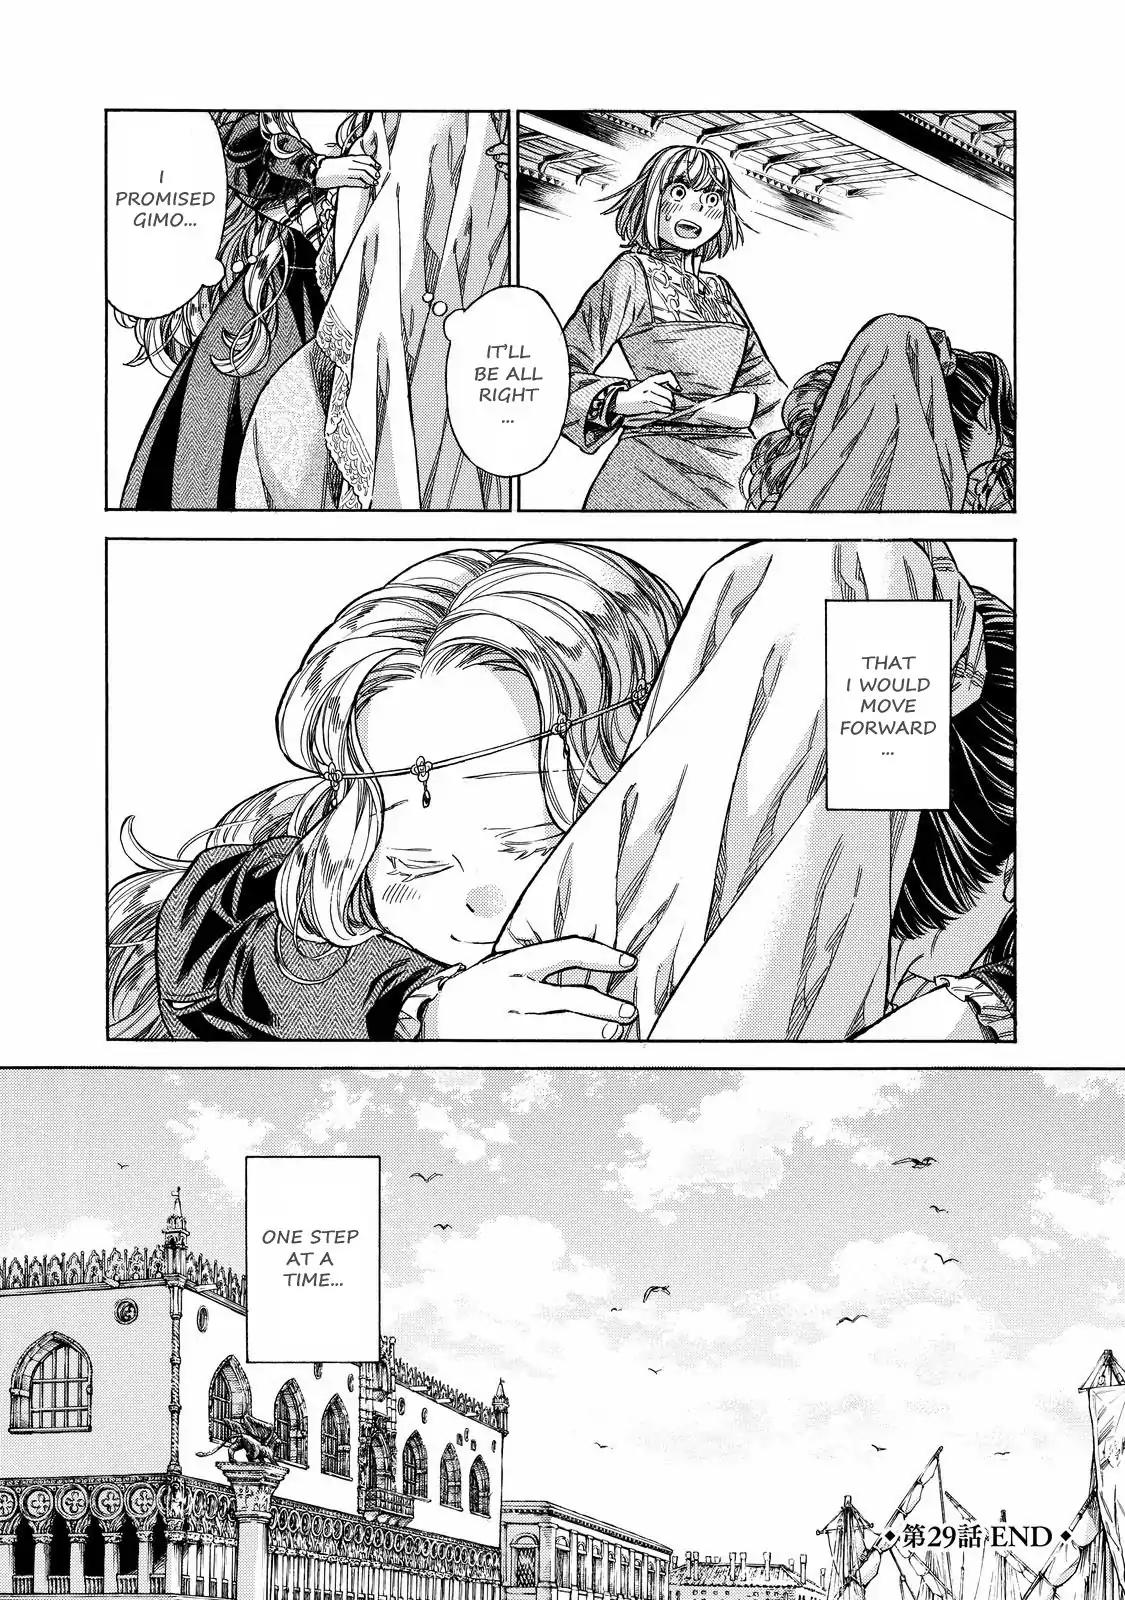 IT'LL
BE ALL
RIGHT
...
I
PROMISED
GIMO...
THAT
I WOULD
MOVE
FORWARD
...
ONE STEP
AT A
TIME...
◆第29話 END◆